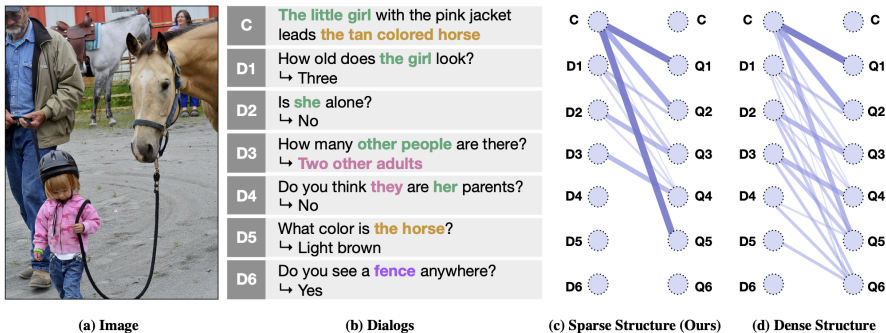 C
The little girl with the pink jacket
leads the tan colored horse
D1
How old does the girl look?
↳ Three
D2
Is she alone?
↳ No
D3
How many other people are there?
↳ Two other adults
D4
Do you think they are her parents?
↳ No
D5
What color is the horse?
↳ Light brown
D6
Do you see a fence anywhere?
↳ Yes
C C
D1 Q1
D2 Q2
D3 Q3
D4 Q4
D5 Q5
D6 Q6
C C
D1 Q1
D2 Q2
D3 Q3
D4 Q4
D5 Q5
D6 Q6
(a) Image
(b) Dialogs
(c) Sparse Structure (Ours)
(d) Dense Structure